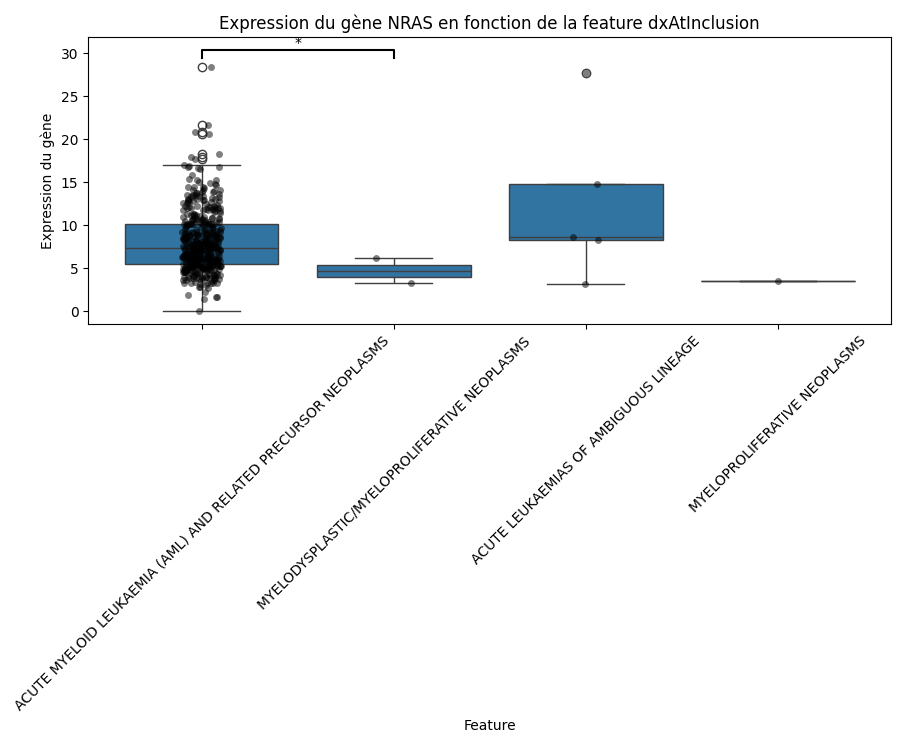 Expression du gène NRAS en fonction de la feature dxAtInclusion
*
Expression du gène
30
25
20
15
10
5
0
ACUTE MYELOID LEUKAEMIA (AML) AND RELATED PRECURSOR NEOPLASMS
MYELODYSPLASTIC/MYELOPROLIFERATIVE NEOPLASMS
ACUTE LEUKAEMIAS OF AMBIGUOUS LINEAGE
MYELOPROLIFERATIVE NEOPLASMS
Feature